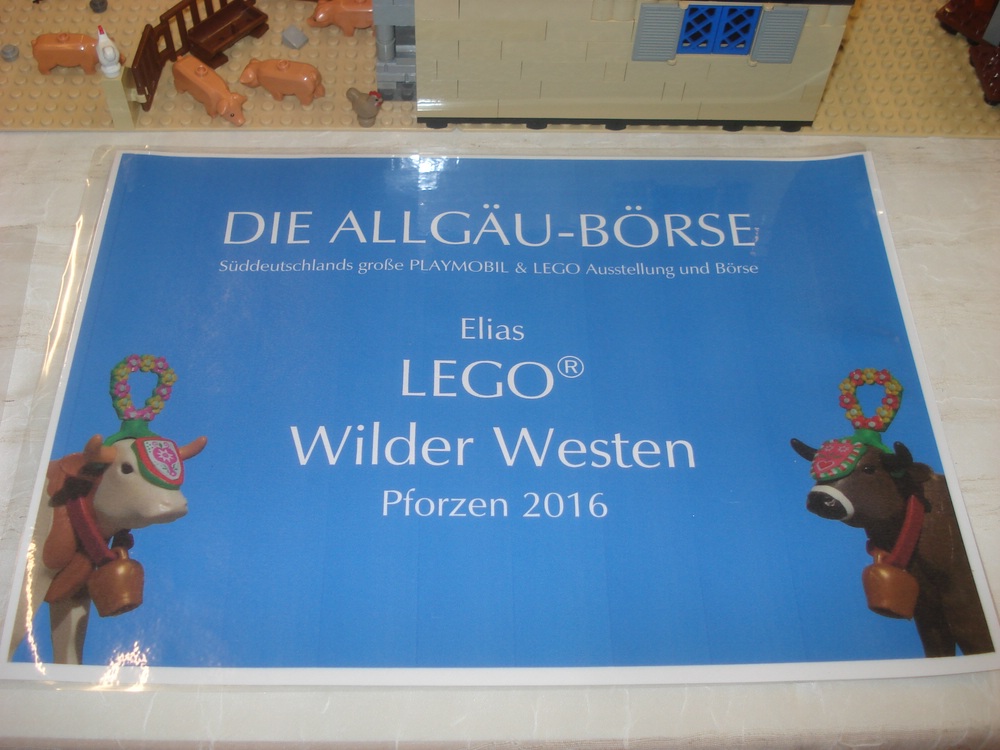 DIE ALLGÄU-BÖRSE
Süddeutschlands große PLAYMOBIL & LEGO Ausstellung und Börse
Elias
LEGO®
Wilder Westen
Pforzen 2016